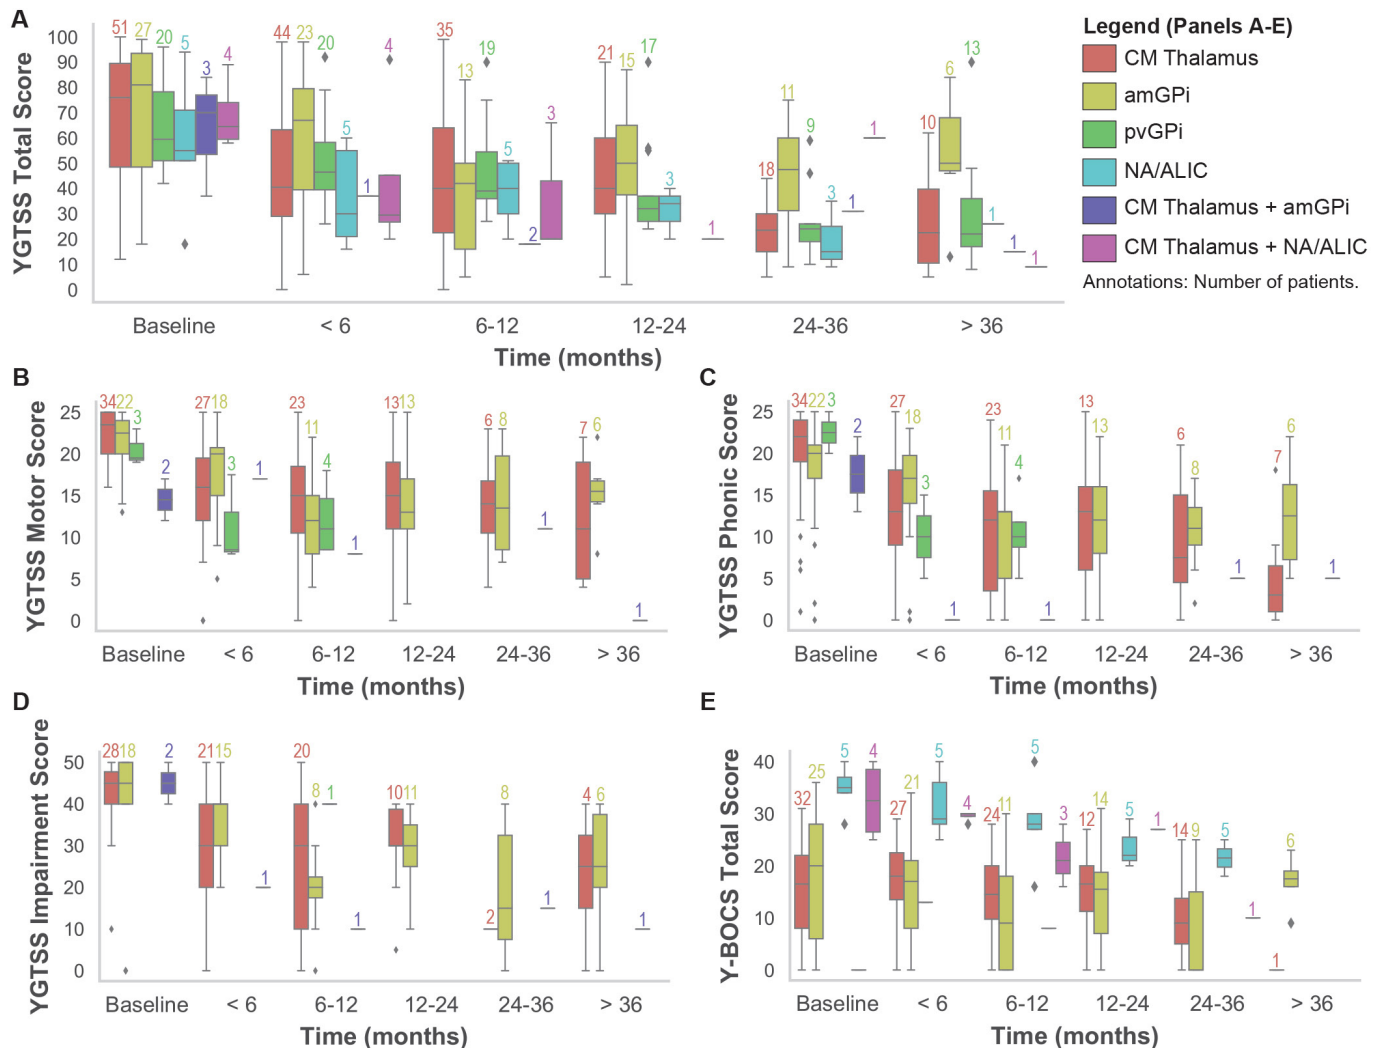 A
YGTSS Total Score
100
90
80
70
60
50
40
30
20
10
0
51 27 20 5 3 4
44 23 20 5 1 4
35 13 19 5 2 3
21 15 17 3 1
18 11 9 3 1 1
10 6 13 1 1 1
Baseline < 6 6-12 12-24 24-36 > 36
Time (months)
Legend (Panels A-E)
CM Thalamus
amGPi
pvGPi
NA/ALIC
CM Thalamus + amGPi
CM Thalamus + NA/ALIC
Annotations: Number of patients.
B
YGTSS Motor Score
25
20
15
10
5
0
34 22 3 2
27 18 3 1
23 11 4 1
13 13
6 8 1
7 6 1
Baseline < 6 6-12 12-24 24-36 > 36
Time (months)
C
YGTSS Phonic Score
25
20
15
10
5
0
34 22 3 2
27 18 3 1
23 11 4 1
13 13
6 8 1
7 6 1
Baseline < 6 6-12 12-24 24-36 > 36
Time (months)
D
YGTSS Impairment Score
50
40
30
20
10
0
28 18 2
21 15 1
20 8 1 1
10 11
2 8 1
4 6 1
Baseline < 6 6-12 12-24 24-36 > 36
Time (months)
E
Y-BOCS Total Score
40
30
20
10
0
32 25 5 4
27 21 5 4
24 11 5 3
12 14 5 1
14 9 5 1
1 6
Baseline < 6 6-12 12-24 24-36 > 36
Time (months)